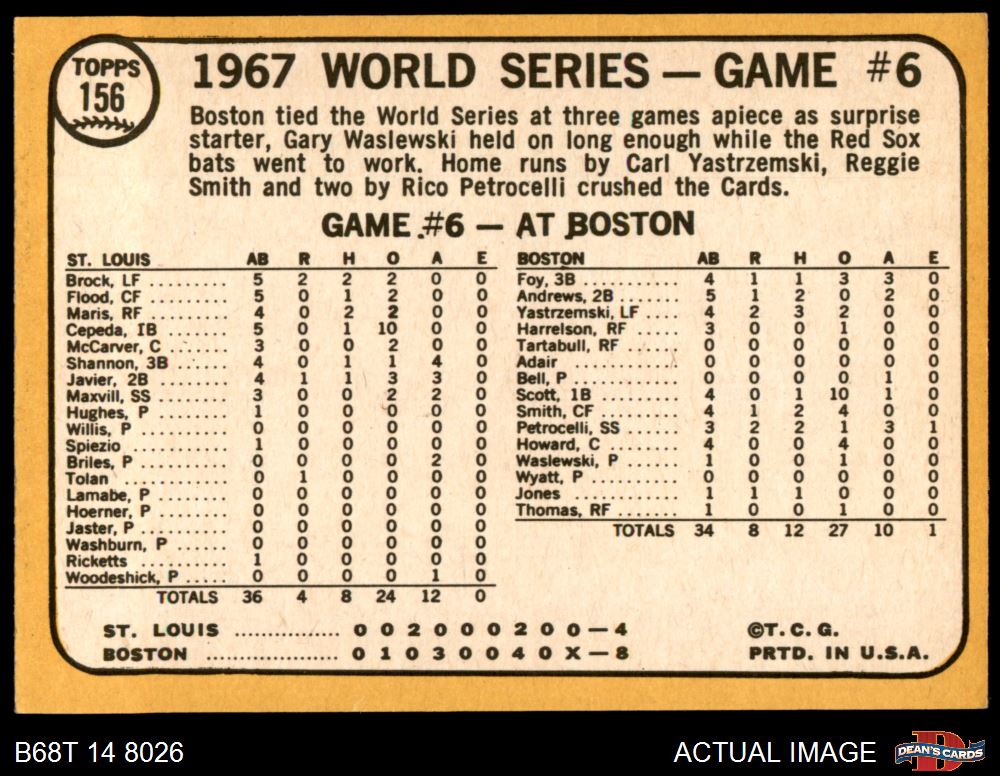 TOPPS
156
1967 WORLD SERIES — GAME #6
Boston tied the World Series at three games apiece as surprise
starter, Gary Waslewski held on long enough while the Red Sox
bats went to work. Home runs by Carl Yastrzemski, Reggie
Smith and two by Rico Petrocelli crushed the Cards.
GAME #6 — AT BOSTON
ST. LOUIS AB R H O A E
Brock, LF .......... 5 2 2 2 0 0
Flood, CF .......... 5 0 1 2 0 0
Maris, RF .......... 4 0 2 2 0 0
Cepeda, 1B ........ 5 0 1 10 0 0
McCarver, C ....... 3 0 0 2 0 0
Shannon, 3B ...... 4 0 1 1 4 0
Javier, 2B .......... 4 1 1 3 3 0
Maxvill, SS ........ 3 0 0 2 2 0
Hughes, P ......... 1 0 0 0 0 0
Willis, P ........... 0 0 0 0 0 0
Spiezio ............ 1 0 0 0 0 0
Briles, P ........... 0 0 0 0 2 0
Tolan .............. 0 1 0 0 0 0
Lamabe, P ......... 0 0 0 0 0 0
Hoerner, P ........ 0 0 0 0 0 0
Jaster, P .......... 0 0 0 0 0 0
Washburn, P ...... 0 0 0 0 0 0
Ricketts ........... 1 0 0 0 0 0
Woodeshick, P ..... 0 0 0 0 1 0
TOTALS 36 4 8 24 12 0
BOSTON AB R H O A E
Foy, 3B ............ 4 1 1 3 3 0
Andrews, 2B ....... 5 1 2 0 2 0
Yastrzemski, LF .... 4 2 3 2 0 0
Harrelson, RF ...... 3 0 0 1 0 0
Tartabull, RF ...... 0 0 0 0 0 0
Adair ............. 0 0 0 0 0 0
Bell, P ............ 0 0 0 0 1 0
Scott, 1B .......... 4 0 1 10 1 0
Smith, CF .......... 4 1 2 4 0 0
Petrocelli, SS ...... 3 2 2 1 3 1
Howard, C ......... 4 0 0 4 0 0
Waslewski, P ...... 1 0 0 1 0 0
Wyatt, P .......... 0 0 0 0 0 0
Jones ............. 1 1 1 0 0 0
Thomas, RF ........ 1 0 0 1 0 0
TOTALS 34 8 12 27 10 1
ST. LOUIS ................ 0 0 2 0 0 0 2 0 0 — 4
BOSTON .................... 0 1 0 3 0 0 4 0 X — 8
©T.C.G.
PRTD. IN U.S.A.
B68T 14 8026
ACTUAL IMAGE
DEAN'S CARDS